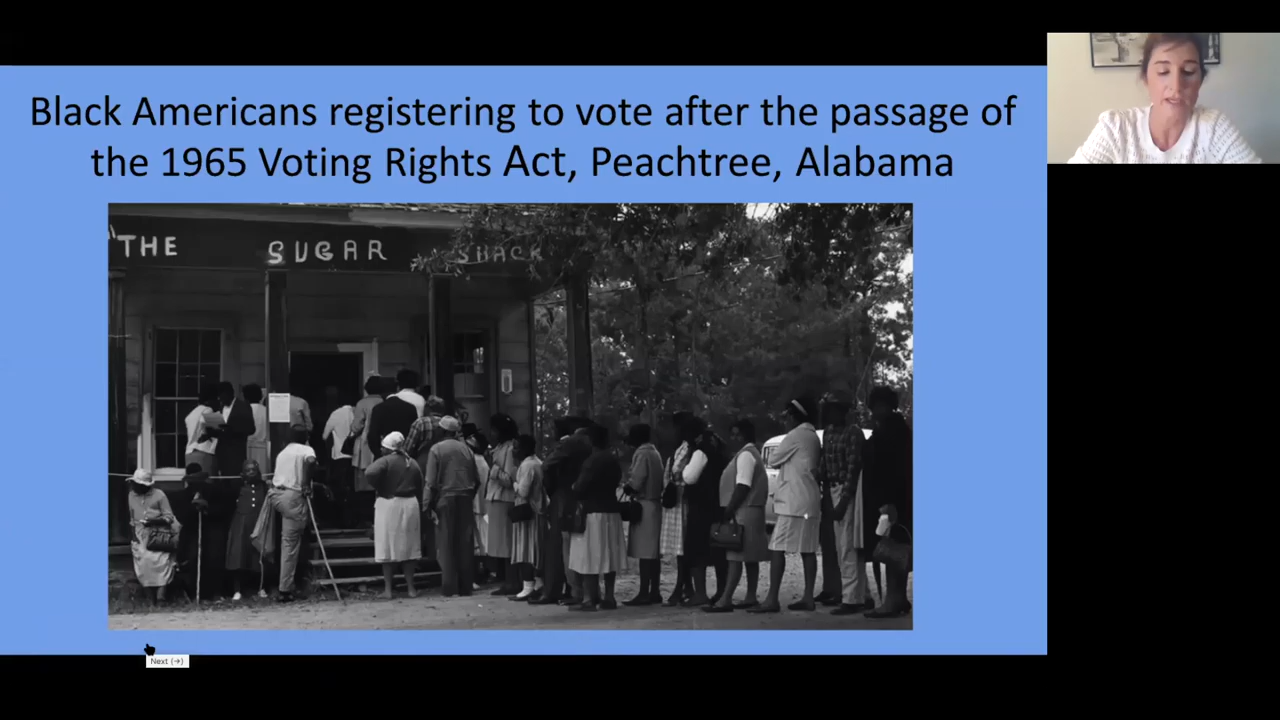 Black Americans registering to vote after the passage of
the 1965 Voting Rights Act, Peachtree, Alabama
"THE SUGAR SHACK
Next (→)